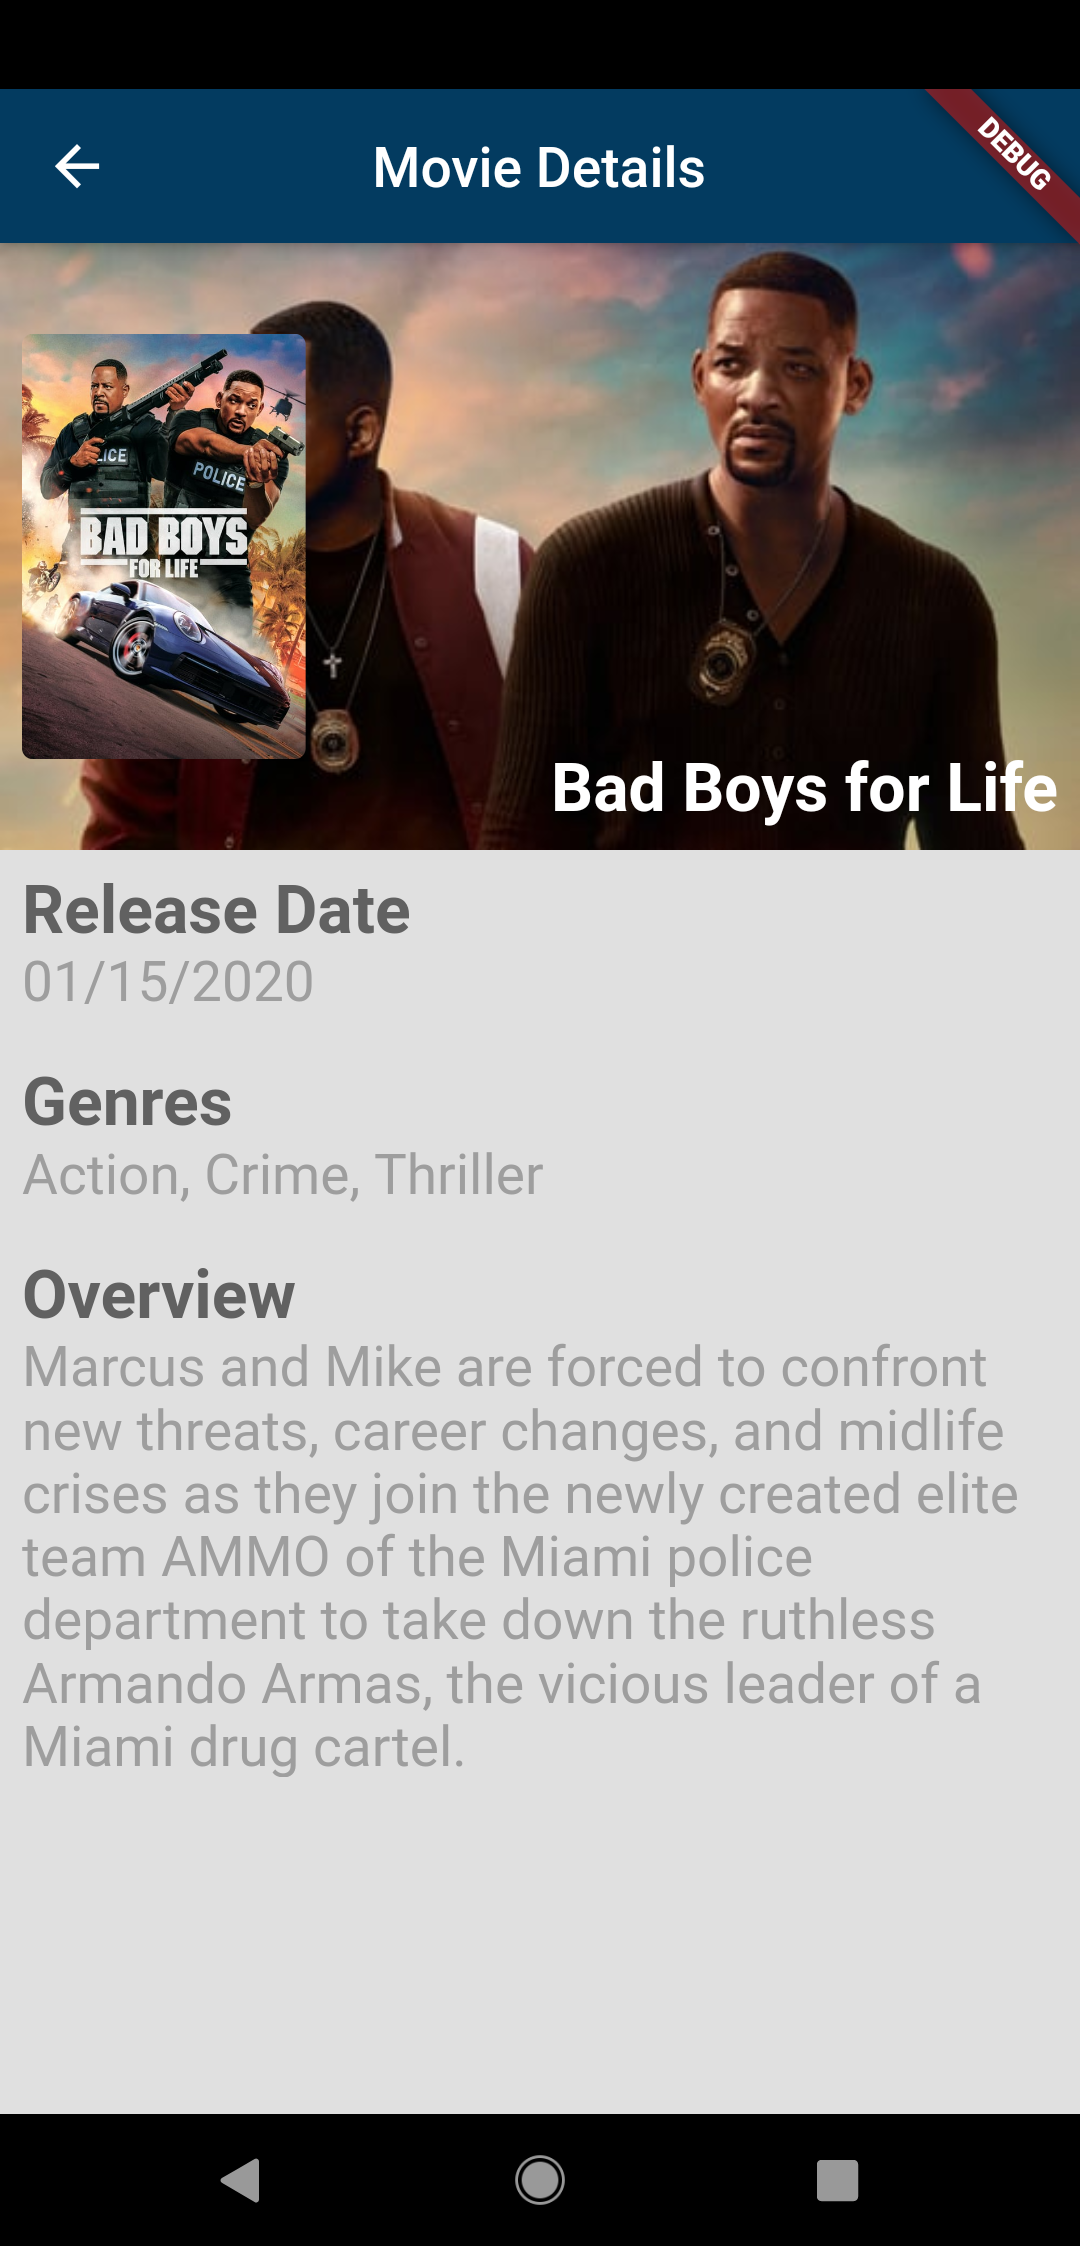 Movie Details
DEBUG
LICE
POLICE
BAD BOYS
FOR LIFE
Bad Boys for Life
Release Date
01/15/2020
Genres
Action, Crime, Thriller
Overview
Marcus and Mike are forced to confront
new threats, career changes, and midlife
crises as they join the newly created elite
team AMMO of the Miami police
department to take down the ruthless
Armando Armas, the vicious leader of a
Miami drug cartel.